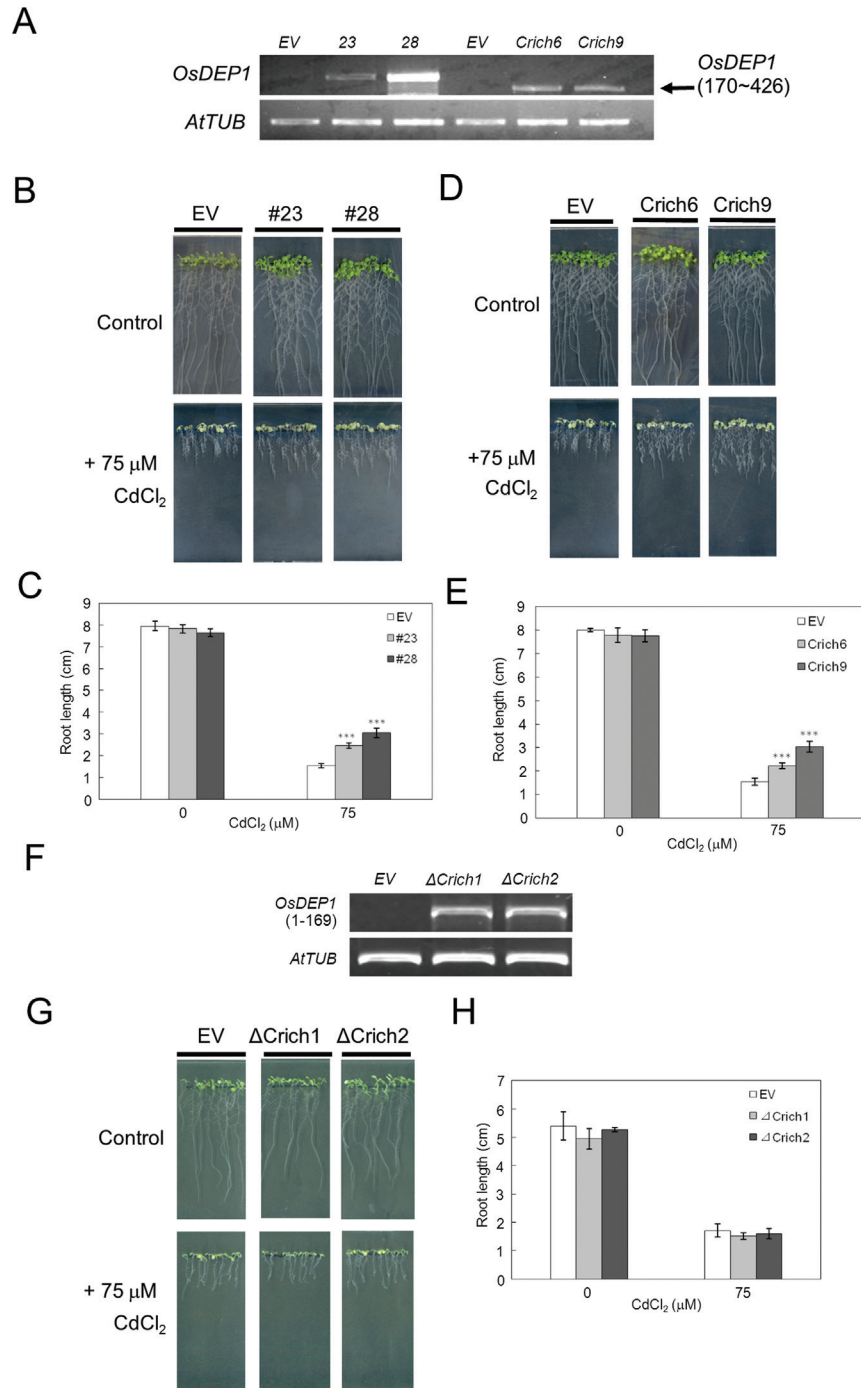 A
EV 23 28 EV Crich6 Crich9
OsDEP1
OsDEP1
(170~426)
AtTUB
B
EV #23 #28
Control
+ 75 μM
CdCl₂
D
EV Crich6 Crich9
Control
+75 μM
CdCl₂
C
Root length (cm)
9
8
7
6
5
4
3
2
1
0
EV
#23
#28
*** ***
0 75
CdCl₂ (μM)
E
Root length (cm)
9
8
7
6
5
4
3
2
1
0
EV
Crich6
Crich9
*** ***
0 75
CdCl₂ (μM)
F
EV ΔCrich1 ΔCrich2
OsDEP1
(1-169)
AtTUB
G
EV ΔCrich1 ΔCrich2
Control
+ 75 μM
CdCl₂
H
Root length (cm)
7
6
5
4
3
2
1
0
EV
⊿Crich1
⊿Crich2
0 75
CdCl₂ (μM)